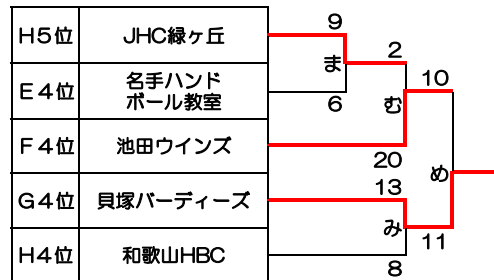 H5位 JHC緑ヶ丘
E4位 名手ハンド
ボール教室
F4位 池田ウインズ
G4位 貝塚バーディーズ
H4位 和歌山HBC
9
ま
6
2
む
20
13
み
8
10
め
11